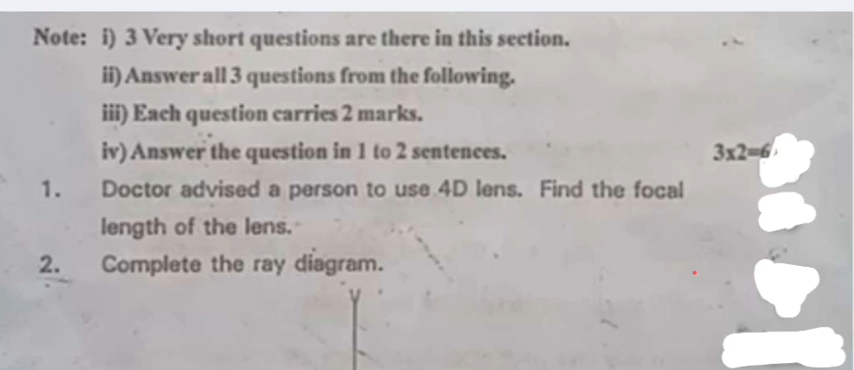 Note: i) 3 Very short questions are there in this section.
ii) Answer all 3 questions from the following.
iii) Each question carries 2 marks.
iv) Answer the question in 1 to 2 sentences. 3x2=6
1. Doctor advised a person to use 4D lens. Find the focal
length of the lens.
2. Complete the ray diagram.